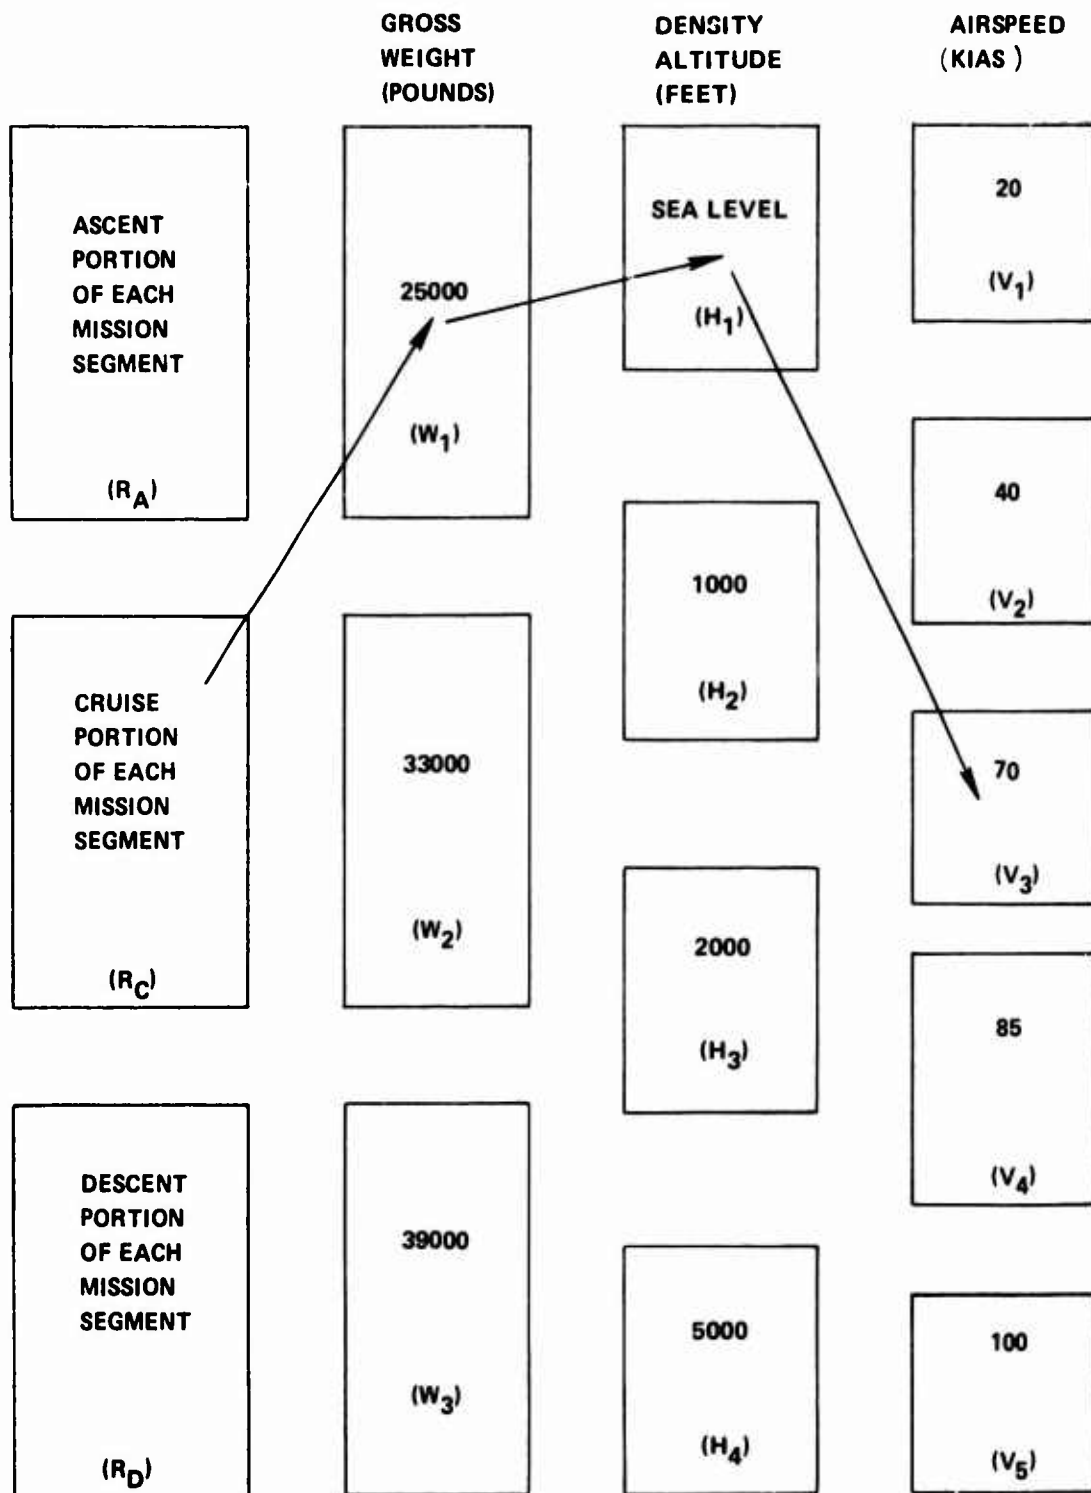 GROSS
WEIGHT
(POUNDS)
DENSITY
ALTITUDE
(FEET)
AIRSPEED
(KIAS)
ASCENT
PORTION
OF EACH
MISSION
SEGMENT
(RA)
CRUISE
PORTION
OF EACH
MISSION
SEGMENT
(RC)
DESCENT
PORTION
OF EACH
MISSION
SEGMENT
(RD)
25000
(W1)
33000
(W2)
39000
(W3)
SEA LEVEL
(H1)
1000
(H2)
2000
(H3)
5000
(H4)
20
(V1)
40
(V2)
70
(V3)
85
(V4)
100
(V5)